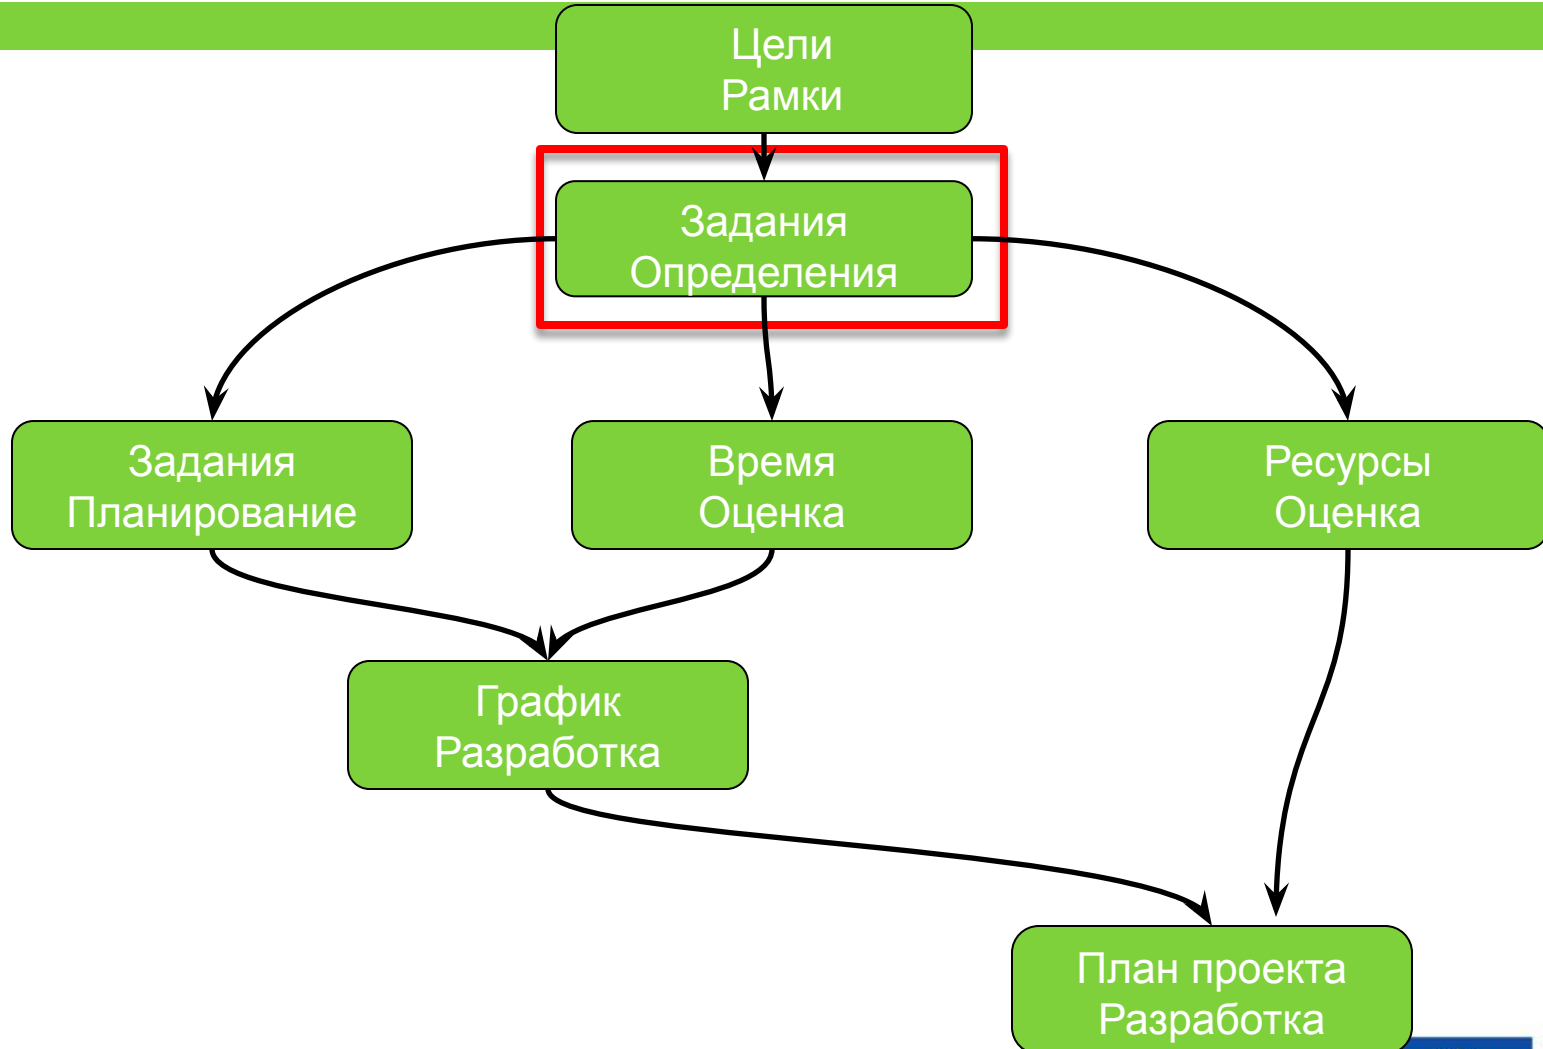 Цели
Рамки
Задания
Определения
Задания
Планирование
Время
Оценка
Ресурсы
Оценка
График
Разработка
План проекта
Разработка